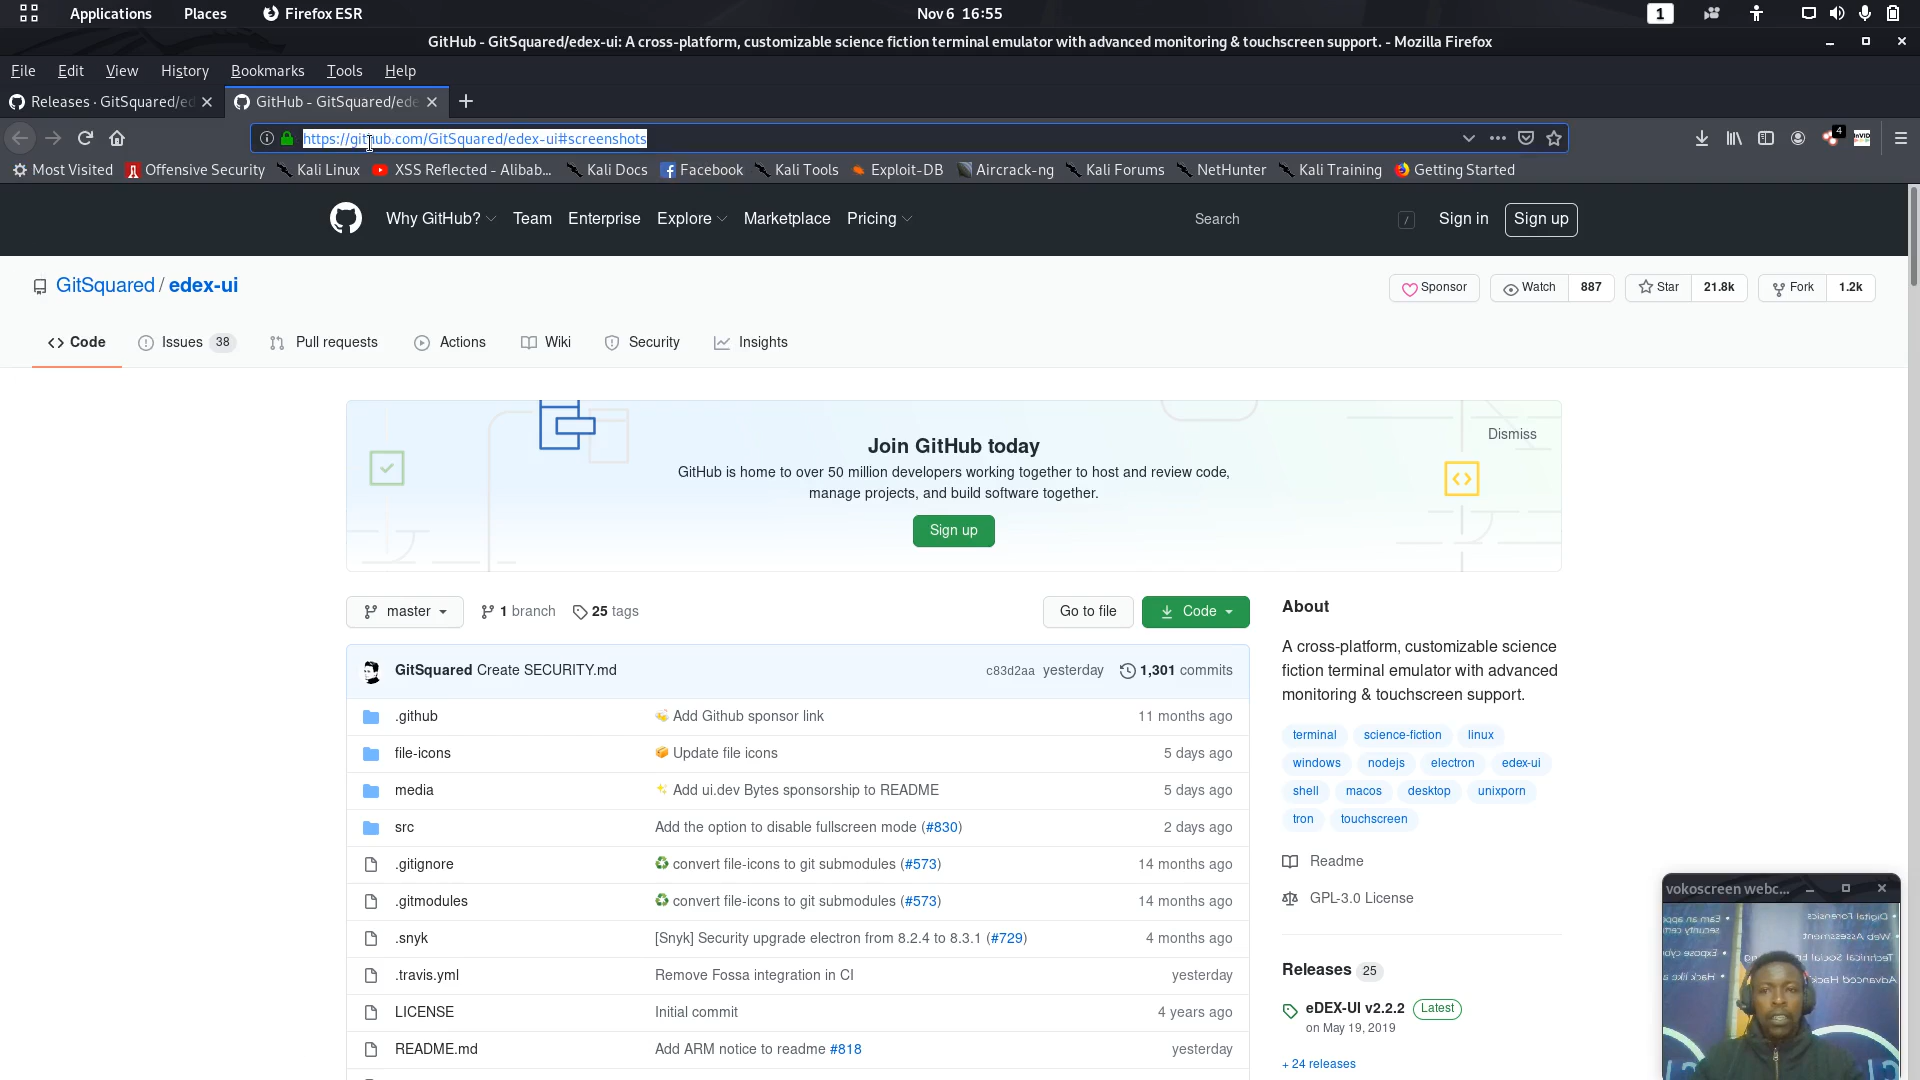 Applications Places Firefox ESR Nov 6 16:55 1
GitHub - GitSquared/edex-ui: A cross-platform, customizable science fiction terminal emulator with advanced monitoring & touchscreen support. - Mozilla Firefox
File Edit View History Bookmarks Tools Help
Releases · GitSquared/ed GitHub - GitSquared/ede
https://github.com/GitSquared/edex-ui#screenshots 4
Most Visited Offensive Security Kali Linux XSS Reflected - Alibab... Kali Docs Facebook Kali Tools Exploit-DB Aircrack-ng Kali Forums NetHunter Kali Training Getting Started
Why GitHub? Team Enterprise Explore Marketplace Pricing Search / Sign in Sign up
GitSquared / edex-ui Sponsor Watch 887 Star 21.8k Fork 1.2k
Code Issues 38 Pull requests Actions Wiki Security Insights
Join GitHub today Dismiss
GitHub is home to over 50 million developers working together to host and review code,
manage projects, and build software together.
Sign up
master 1 branch 25 tags Go to file Code
GitSquared Create SECURITY.md c83d2aa yesterday 1,301 commits
.github Add Github sponsor link 11 months ago
file-icons Update file icons 5 days ago
media Add ui.dev Bytes sponsorship to README 5 days ago
src Add the option to disable fullscreen mode (#830) 2 days ago
.gitignore convert file-icons to git submodules (#573) 14 months ago
.gitmodules convert file-icons to git submodules (#573) 14 months ago
.snyk [Snyk] Security upgrade electron from 8.2.4 to 8.3.1 (#729) 4 months ago
.travis.yml Remove Fossa integration in CI yesterday
LICENSE Initial commit 4 years ago
README.md Add ARM notice to readme #818 yesterday
About
A cross-platform, customizable science
fiction terminal emulator with advanced
monitoring & touchscreen support.
terminal science-fiction linux
windows nodejs electron edex-ui
shell macos desktop unixporn
tron touchscreen
Readme
GPL-3.0 License
Releases 25
eDEX-UI v2.2.2 Latest
on May 19, 2019
+ 24 releases
vokoscreen webc...
Digital Forensics
Web Assessment
Technical Social
Advanced Hack